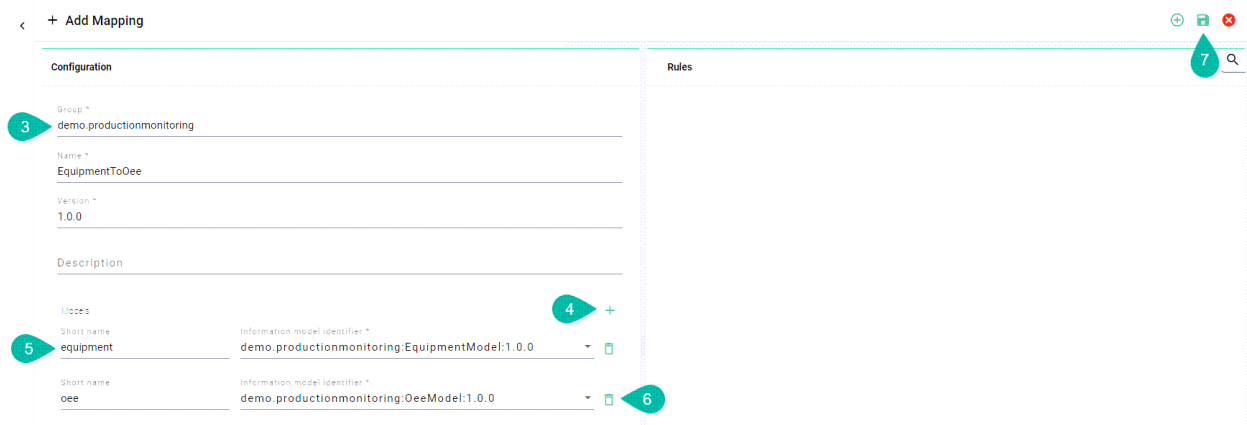 Add Mapping
7
Configuration
Rules
Group *
3
demo.productionmonitoring
Name *
EquipmentToOee
Version *
1.0.0
Description
Models
4
Short name
Information model identifier *
5
equipment
demo.productionmonitoring:EquipmentModel:1.0.0
Short name
Information model identifier *
oee
demo.productionmonitoring:OeeModel:1.0.0
6